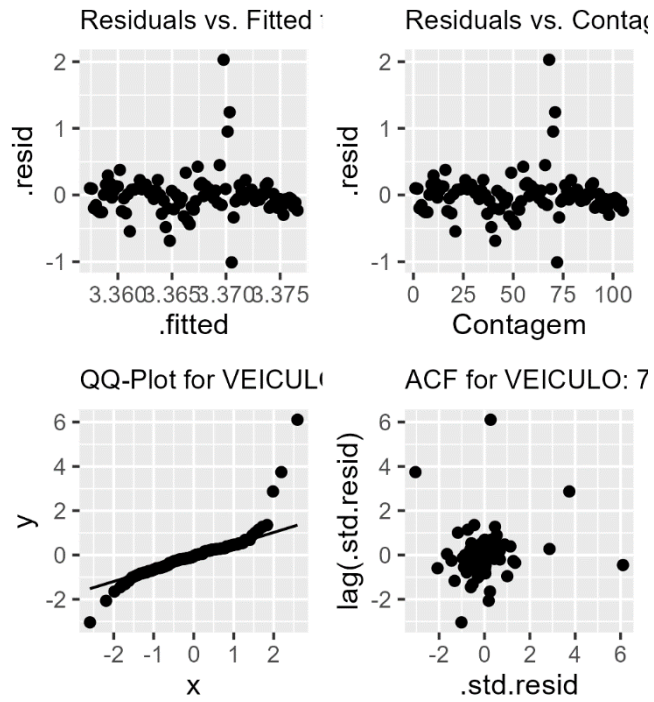 Residuals vs. Fitted
2
1
0
-1
.resid
3.360 3.365 3.370 3.375
.fitted
Residuals vs. Contag
2
1
0
-1
.resid
0 25 50 75 100
Contagem
QQ-Plot for VEICUL
6
4
2
0
-2
y
-2 -1 0 1 2
x
ACF for VEICULO: 7
6
4
2
0
-2
lag(.std.resid)
-2 0 2 4 6
.std.resid